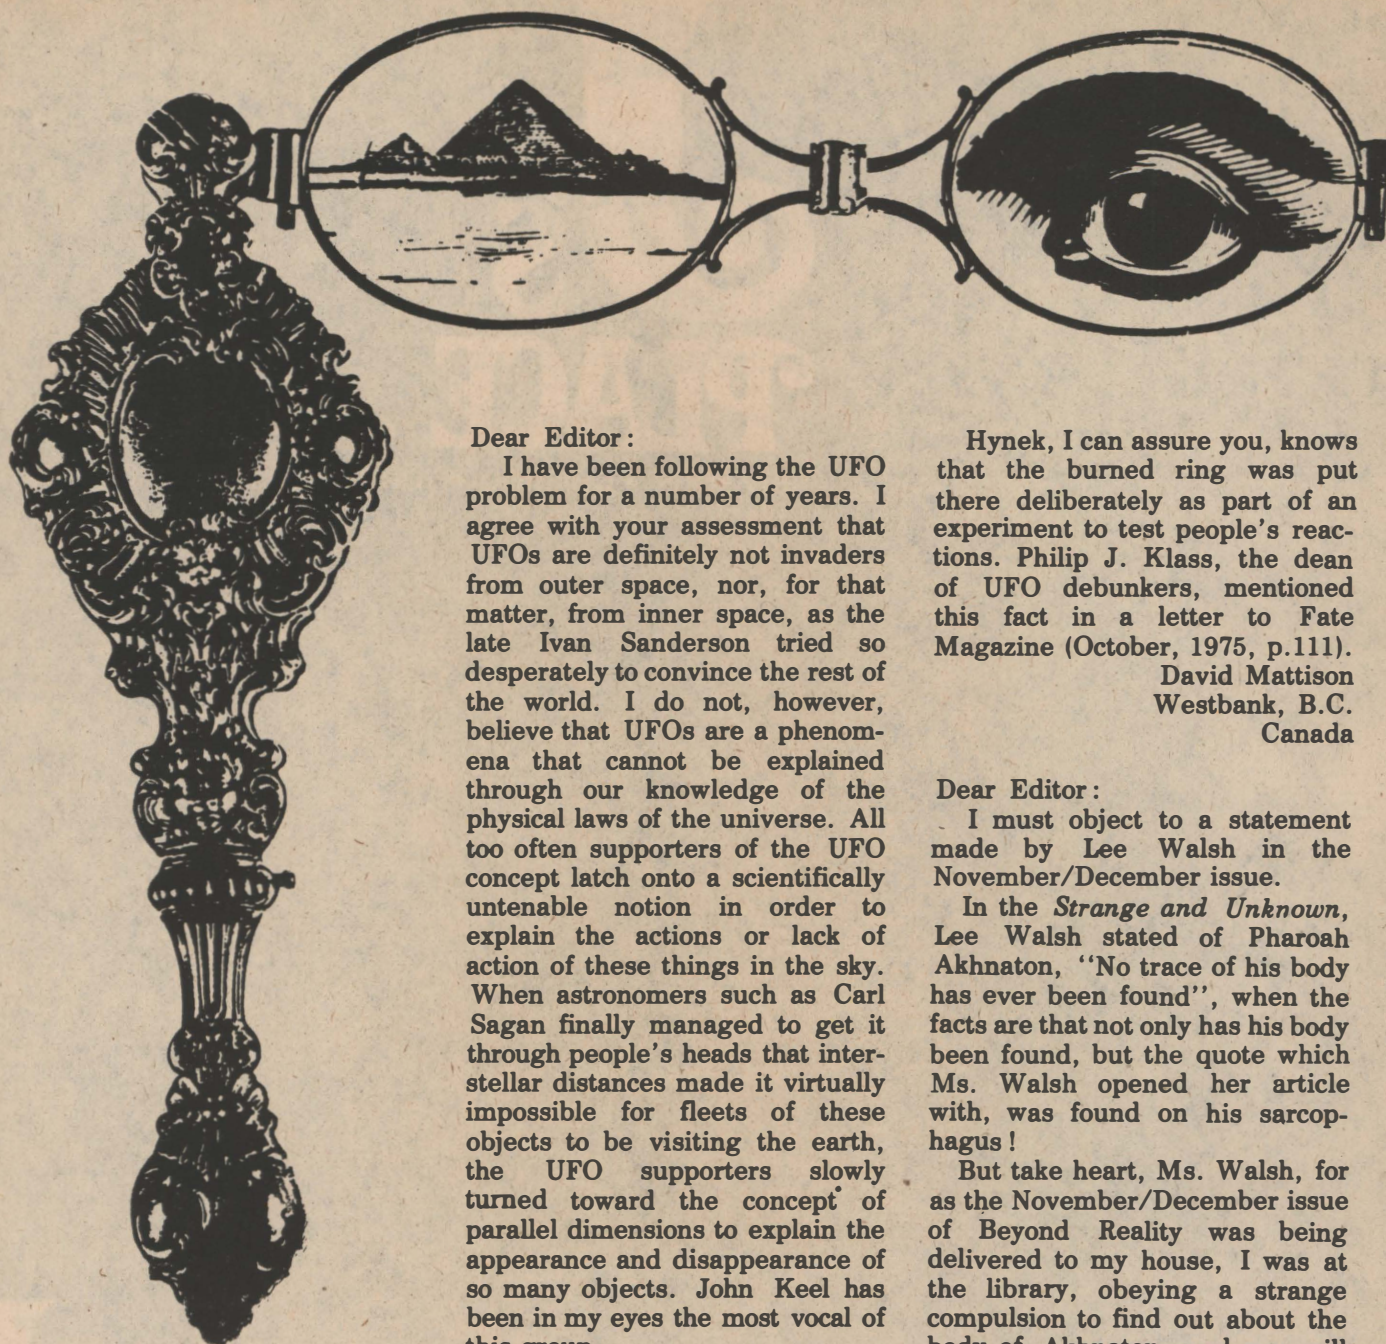 Dear Editor:
I have been following the UFO
problem for a number of years. I
agree with your assessment that
UFOs are definitely not invaders
from outer space, nor, for that
matter, from inner space, as the
late Ivan Sanderson tried so
desperately to convince the rest of
the world. I do not, however,
believe that UFOs are a phenom-
ena that cannot be explained
through our knowledge of the
physical laws of the universe. All
too often supporters of the UFO
concept latch onto a scientifically
untenable notion in order to
explain the actions or lack of
action of these things in the sky.
When astronomers such as Carl
Sagan finally managed to get it
through people's heads that inter-
stellar distances made it virtually
impossible for fleets of these
objects to be visiting the earth,
the UFO supporters slowly
turned toward the concept of
parallel dimensions to explain the
appearance and disappearance of
so many objects. John Keel has
been in my eyes the most vocal of
this group
Hynek, I can assure you, knows
that the burned ring was put
there deliberately as part of an
experiment to test people's reac-
tions. Philip J. Klass, the dean
of UFO debunkers, mentioned
this fact in a letter to Fate
Magazine (October, 1975, p.111).
David Mattison
Westbank, B.C.
Canada
Dear Editor:
I must object to a statement
made by Lee Walsh in the
November/December issue.
In the Strange and Unknown,
Lee Walsh stated of Pharoah
Akhnaton, "No trace of his body
has ever been found", when the
facts are that not only has his body
been found, but the quote which
Ms. Walsh opened her article
with, was found on his sarcop-
hagus!
But take heart, Ms. Walsh, for
as the November/December issue
of Beyond Reality was being
delivered to my house, I was at
the library, obeying a strange
compulsion to find out about the
body of Akhnaton